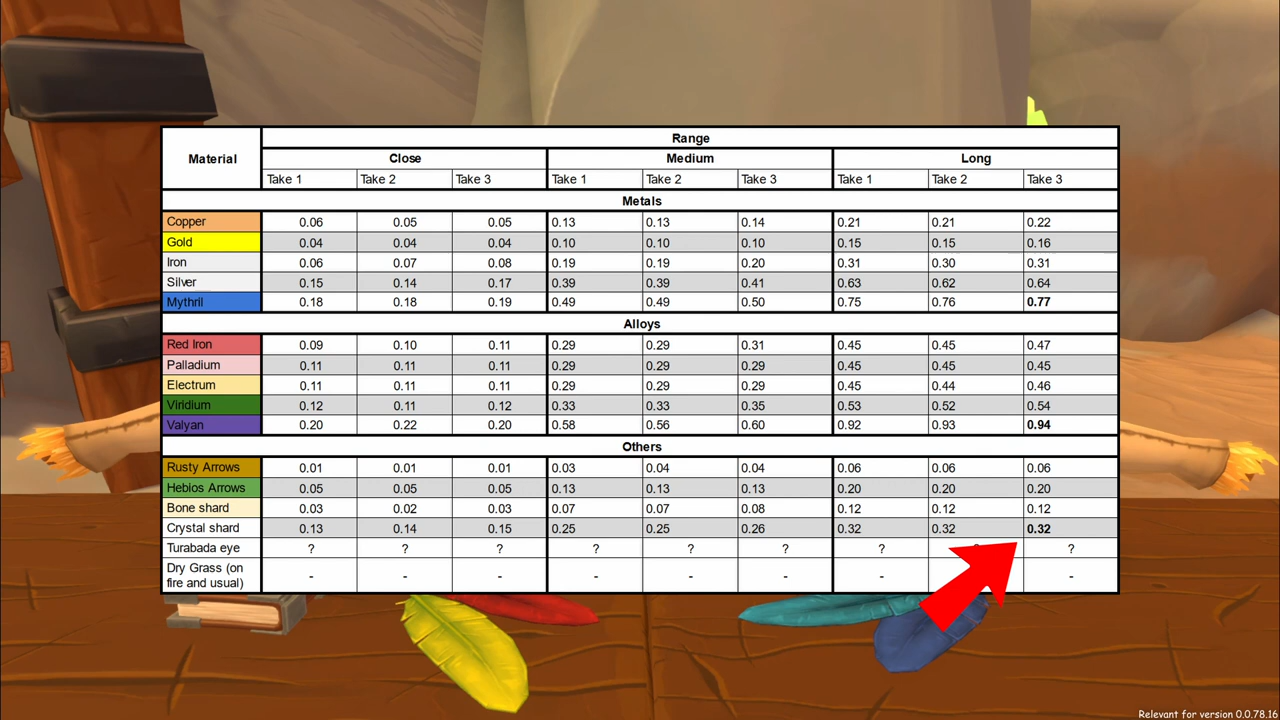 Material
Range
Close Medium Long
Take 1 Take 2 Take 3 Take 1 Take 2 Take 3 Take 1 Take 2 Take 3
Metals
Copper 0.06 0.05 0.05 0.13 0.13 0.14 0.21 0.21 0.22
Gold 0.04 0.04 0.04 0.10 0.10 0.10 0.15 0.15 0.16
Iron 0.06 0.07 0.08 0.19 0.19 0.20 0.31 0.30 0.31
Silver 0.15 0.14 0.17 0.39 0.39 0.41 0.63 0.62 0.64
Mythril 0.18 0.18 0.19 0.49 0.49 0.50 0.75 0.76 0.77
Alloys
Red Iron 0.09 0.10 0.11 0.29 0.29 0.31 0.45 0.45 0.47
Palladium 0.11 0.11 0.11 0.29 0.29 0.29 0.45 0.45 0.45
Electrum 0.11 0.11 0.11 0.29 0.29 0.29 0.45 0.44 0.46
Viridium 0.12 0.11 0.12 0.33 0.33 0.35 0.53 0.52 0.54
Valyan 0.20 0.22 0.20 0.58 0.56 0.60 0.92 0.93 0.94
Others
Rusty Arrows 0.01 0.01 0.01 0.03 0.04 0.04 0.06 0.06 0.06
Hebios Arrows 0.05 0.05 0.05 0.13 0.13 0.13 0.20 0.20 0.20
Bone shard 0.03 0.02 0.03 0.07 0.07 0.08 0.12 0.12 0.12
Crystal shard 0.13 0.14 0.15 0.25 0.25 0.26 0.32 0.32 0.32
Turabada eye ? ? ? ? ? ? ? ? ?
Dry Grass (on
fire and usual) - - - - - - - -
Relevant for version 0.0.78.16